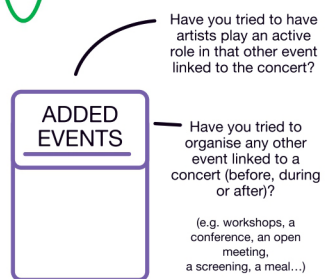 Have you tried to have
artists play an active
role in that other event
linked to the concert?
ADDED
EVENTS
Have you tried to
organise any other
event linked to a
concert (before, during
or after)?
(e.g. workshops, a
conference, an open
meeting,
a screening, a meal…)